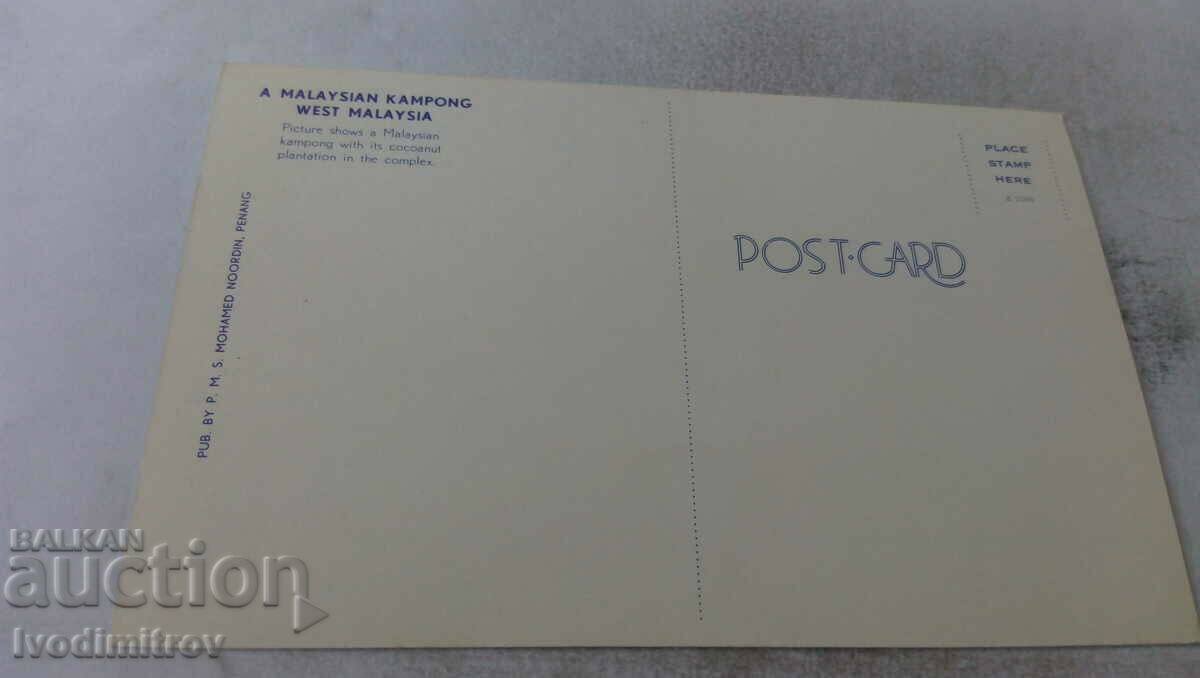 A MALAYSIAN KAMPONG
WEST MALAYSIA
Picture shows a Malaysian
kampong with its cocoanut
plantation in the complex.
PUB. BY P. M. S. MOHAMED NOORDIN, PENANG
PLACE
STAMP
HERE
POST·CARD
BALKAN
auction
Ivodimitrov